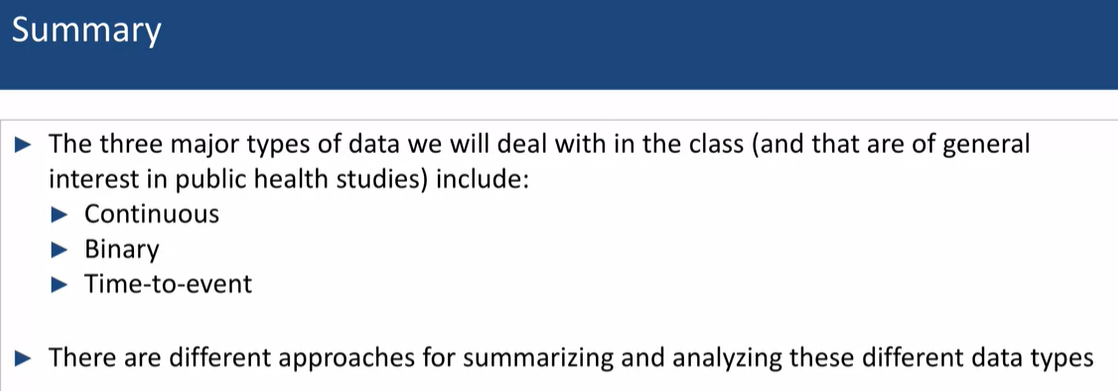 Summary
The three major types of data we will deal with in the class (and that are of general
interest in public health studies) include:
Continuous
Binary
Time-to-event
There are different approaches for summarizing and analyzing these different data types